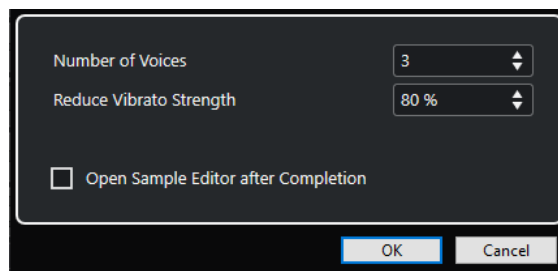 Number of Voices 3
Reduce Vibrato Strength 80 %
Open Sample Editor after Completion
OK Cancel